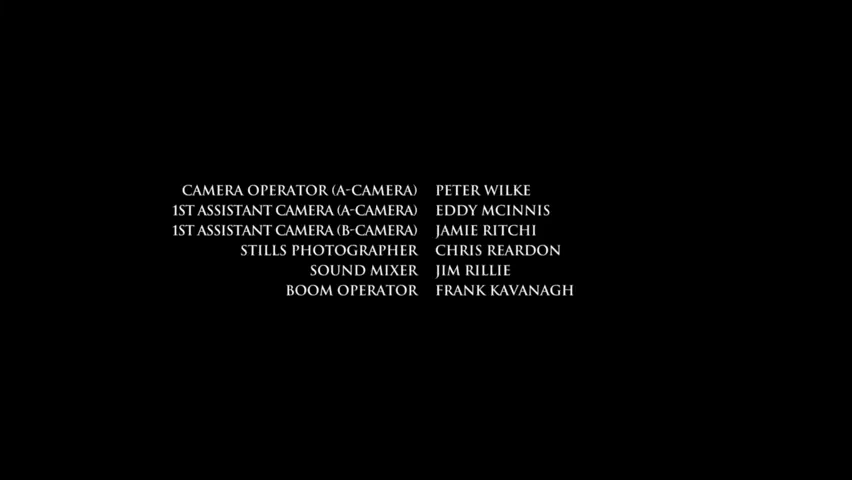 CAMERA OPERATOR (A-CAMERA) PETER WILKE
1ST ASSISTANT CAMERA (A-CAMERA) EDDY MCINNIS
1ST ASSISTANT CAMERA (B-CAMERA) JAMIE RITCHI
STILLS PHOTOGRAPHER CHRIS REARDON
SOUND MIXER JIM RILLIE
BOOM OPERATOR FRANK KAVANAGH